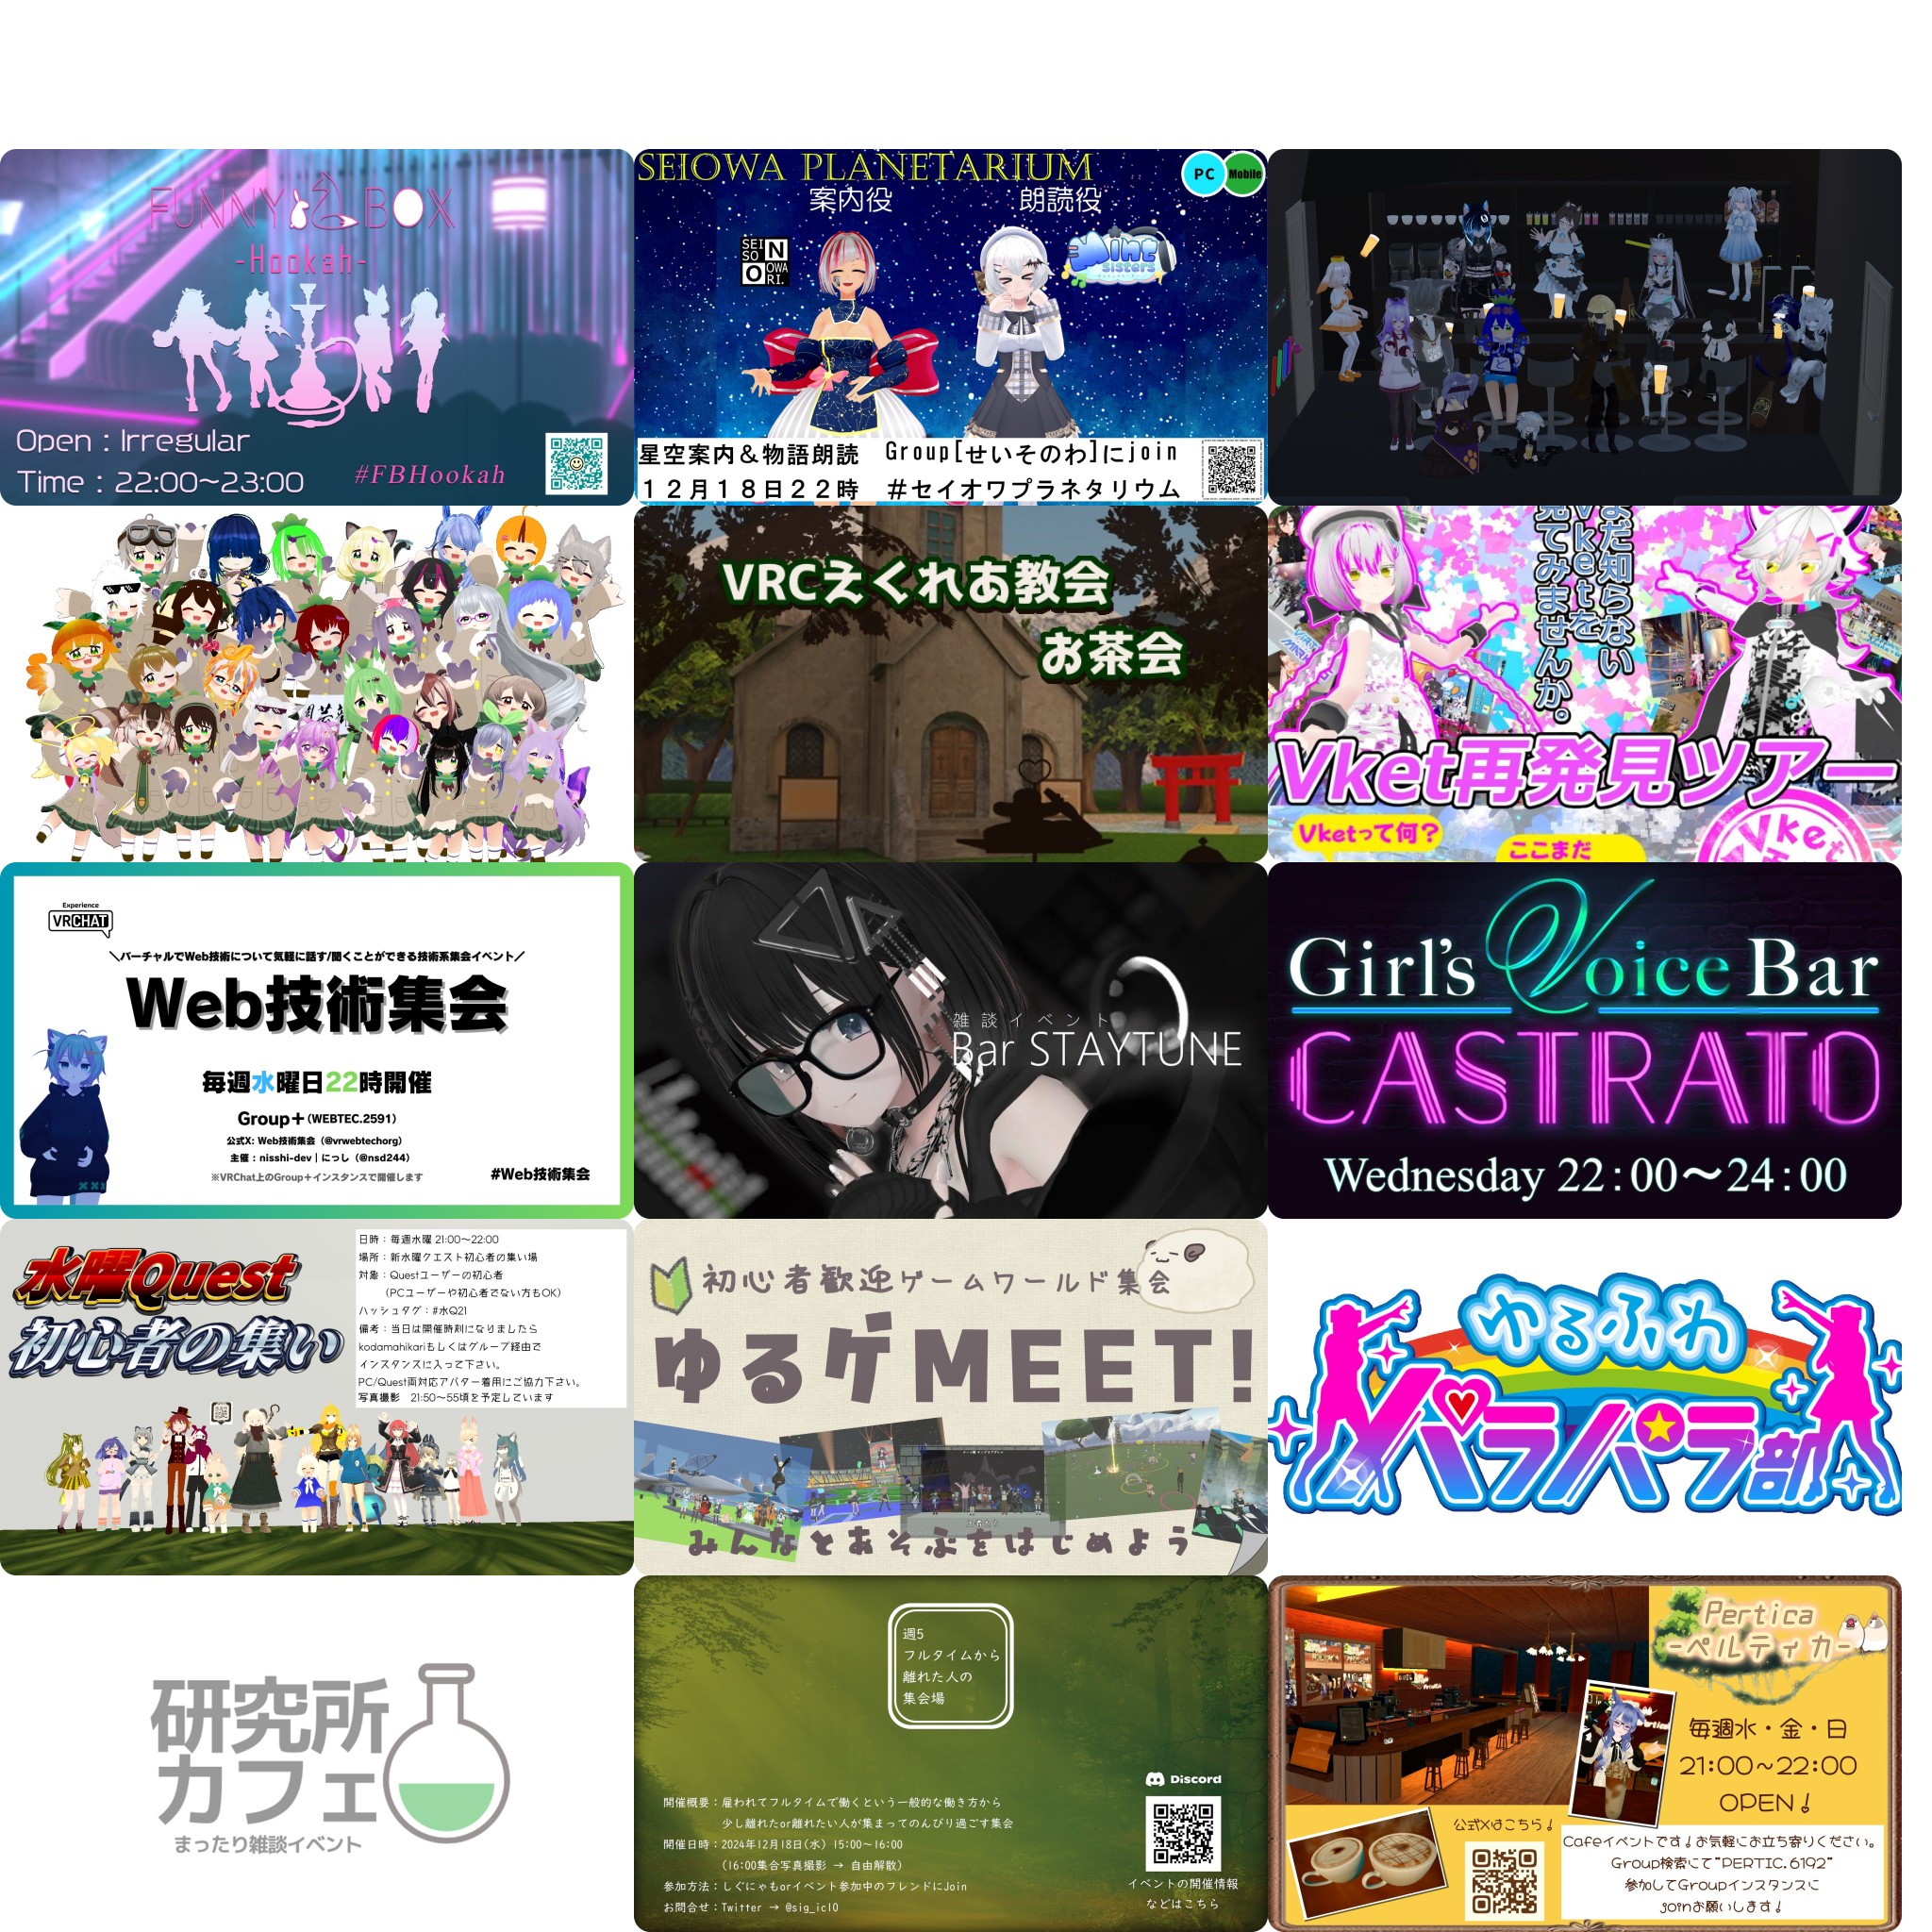 FUNNY BOX
-Hookah-
Open : Irregular
Time : 22:00~23:00
#FBHookah
SEIOWA PLANETARIUM
PC
Mobile
案内役
朗読役
SEI
SO
N
O
OWA
RI.
Mint
sisters
星空案内&物語朗読
Group[せいそのわ]にjoin
12月18日22時
#セイオワプラネタリウム
VRCえくれあ教会
お茶会
まだ知らない
Vketを
見てみませんか。
Vket再発見ツアー
Vketって何?
ここまだ
Vket
Experience
VRCHAT
\バーチャルでWeb技術について気軽に話す/聞くことができる技術系集会イベント/
Web技術集会
毎週水曜日22時開催
Group+(WEBTEC.2591)
公式X: Web技術集会 (@vrwebtechorg)
主催 : nisshi-dev | にっし (@nsd244)
※VRChat上のGroup+インスタンスで開催します
#Web技術集会
雑談イベント
Bar STAYTUNE
Girl's Voice Bar
CASTRATO
Wednesday 22:00~24:00
水曜Quest
初心者の集い
日時:毎週水曜 21:00~22:00
場所:新水曜クエスト初心者の集い場
対象:Questユーザーの初心者
(PCユーザーや初心者でない方もOK)
ハッシュタグ:#水Q21
備考:当日は開催時刻になりましたら
kodamahikariもしくはグループ経由で
インスタンスに入って下さい。
PC/Quest両対応アバター着用にご協力下さい。
写真撮影 21:50~55頃を予定しています
初心者歓迎ゲームワールド集会
ゆるゲMEET!
みんなとあそぶをはじめよう
ゆるふわ
パラパラ部
研究所
カフェ
まったり雑談イベント
週5
フルタイムから
離れた人の
集会場
開催概要:雇われてフルタイムで働くという一般的な働き方から
少し離れたor離れたい人が集まってのんびり過ごす集会
開催日時:2024年12月18日(水) 15:00~16:00
(16:00集合写真撮影 → 自由解散)
参加方法:しぐにゃもorイベント参加中のフレンドにJoin
お問合せ:Twitter → @sig_icl0
Discord
イベントの開催情報
などはこちら
Pertica
-ペルティカ-
毎週水・金・日
21:00~22:00
OPEN!
公式Xはこちら!
Cafeイベントです!お気軽にお立ち寄りください。
Group検索にて"PERTIC.6192"
参加してGroupインスタンスに
joinお願いします!